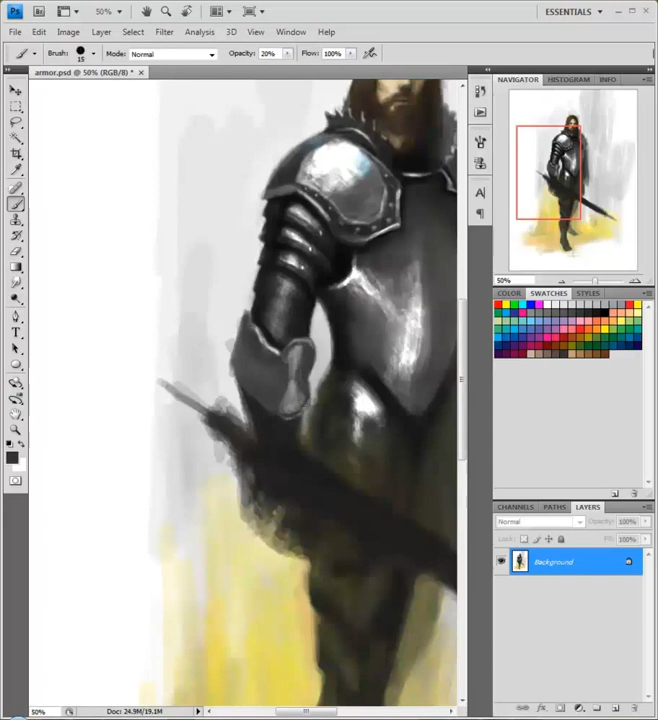 Ps Br 50% ESSENTIALS
File Edit Image Layer Select Filter Analysis 3D View Window Help
Brush: 15 Mode: Normal Opacity: 20% Flow: 100%
armor.psd @ 50% (RGB/8) * ×
NAVIGATOR HISTOGRAM INFO
50%
COLOR SWATCHES STYLES
CHANNELS PATHS LAYERS
Normal Opacity: 100%
Lock: Fill: 100%
Background
50% Doc: 24.9M/19.1M